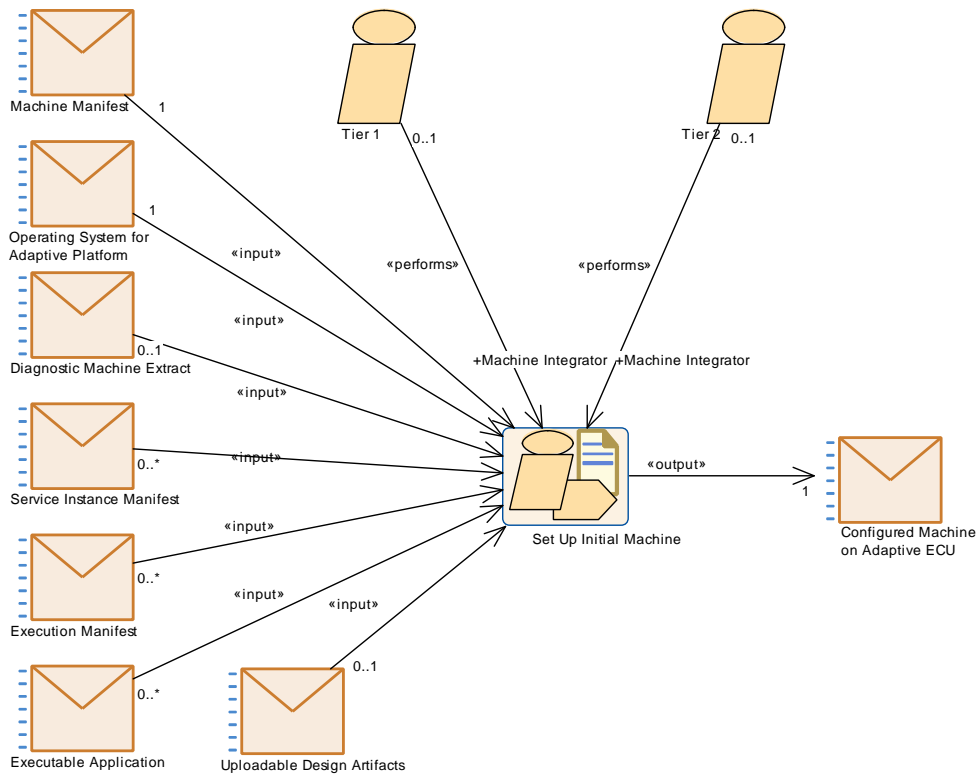 Machine Manifest
1
Tier 1
0..1
Tier 2
0..1
Operating System for
Adaptive Platform
1
«input»
«performs»
«performs»
«input»
0..1
Diagnostic Machine Extract
+Machine Integrator
+Machine Integrator
«input»
«input»
0..*
Service Instance Manifest
«output»
1
Set Up Initial Machine
Configured Machine
on Adaptive ECU
«input»
0..*
Execution Manifest
«input»
«input»
0..*
0..1
Executable Application
Uploadable Design Artifacts